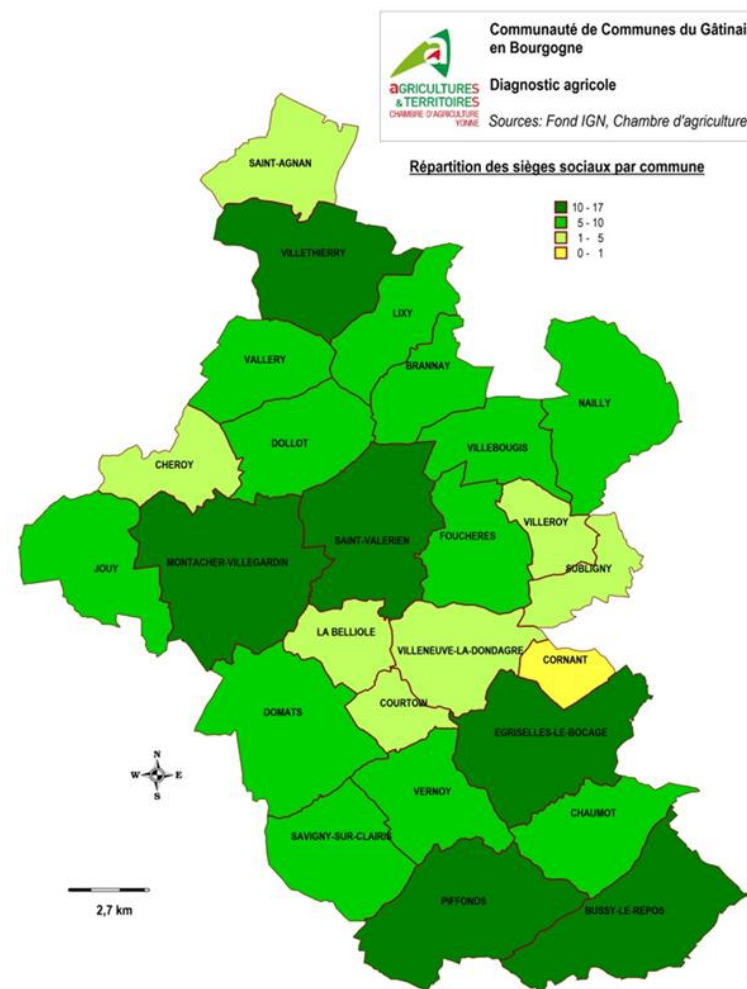 Communauté de Communes du Gâtinai
en Bourgogne
Diagnostic agricole
Sources: Fond IGN, Chambre d'agriculture
a
AGRICULTURES
& TERRITOIRES
CHAMBRE D'AGRICULTURE
YONNE
Répartition des sièges sociaux par commune
10 - 17
5 - 10
1 - 5
0 - 1
SAINT-AGNAN
VILLETHIERRY
LIXY
VALLERY
BRANNAY
NAILLY
DOLLOT
VILLEBOUGIS
CHEROY
VILLEROY
SAINT-VALERIEN
FOUCHERES
MONTACHER-VILLEGARDIN
JOUY
SUBLIGNY
LA BELLIOLE
VILLENEUVE-LA-DONDAGRE
CORNANT
COURTOIN
DOMATS
EGRISELLES-LE-BOCAGE
N
W E
S
VERNOY
CHAUMOT
SAVIGNY-SUR-CLAIRIS
PIFFONDS
BUSSY-LE-REPOS
2,7 km